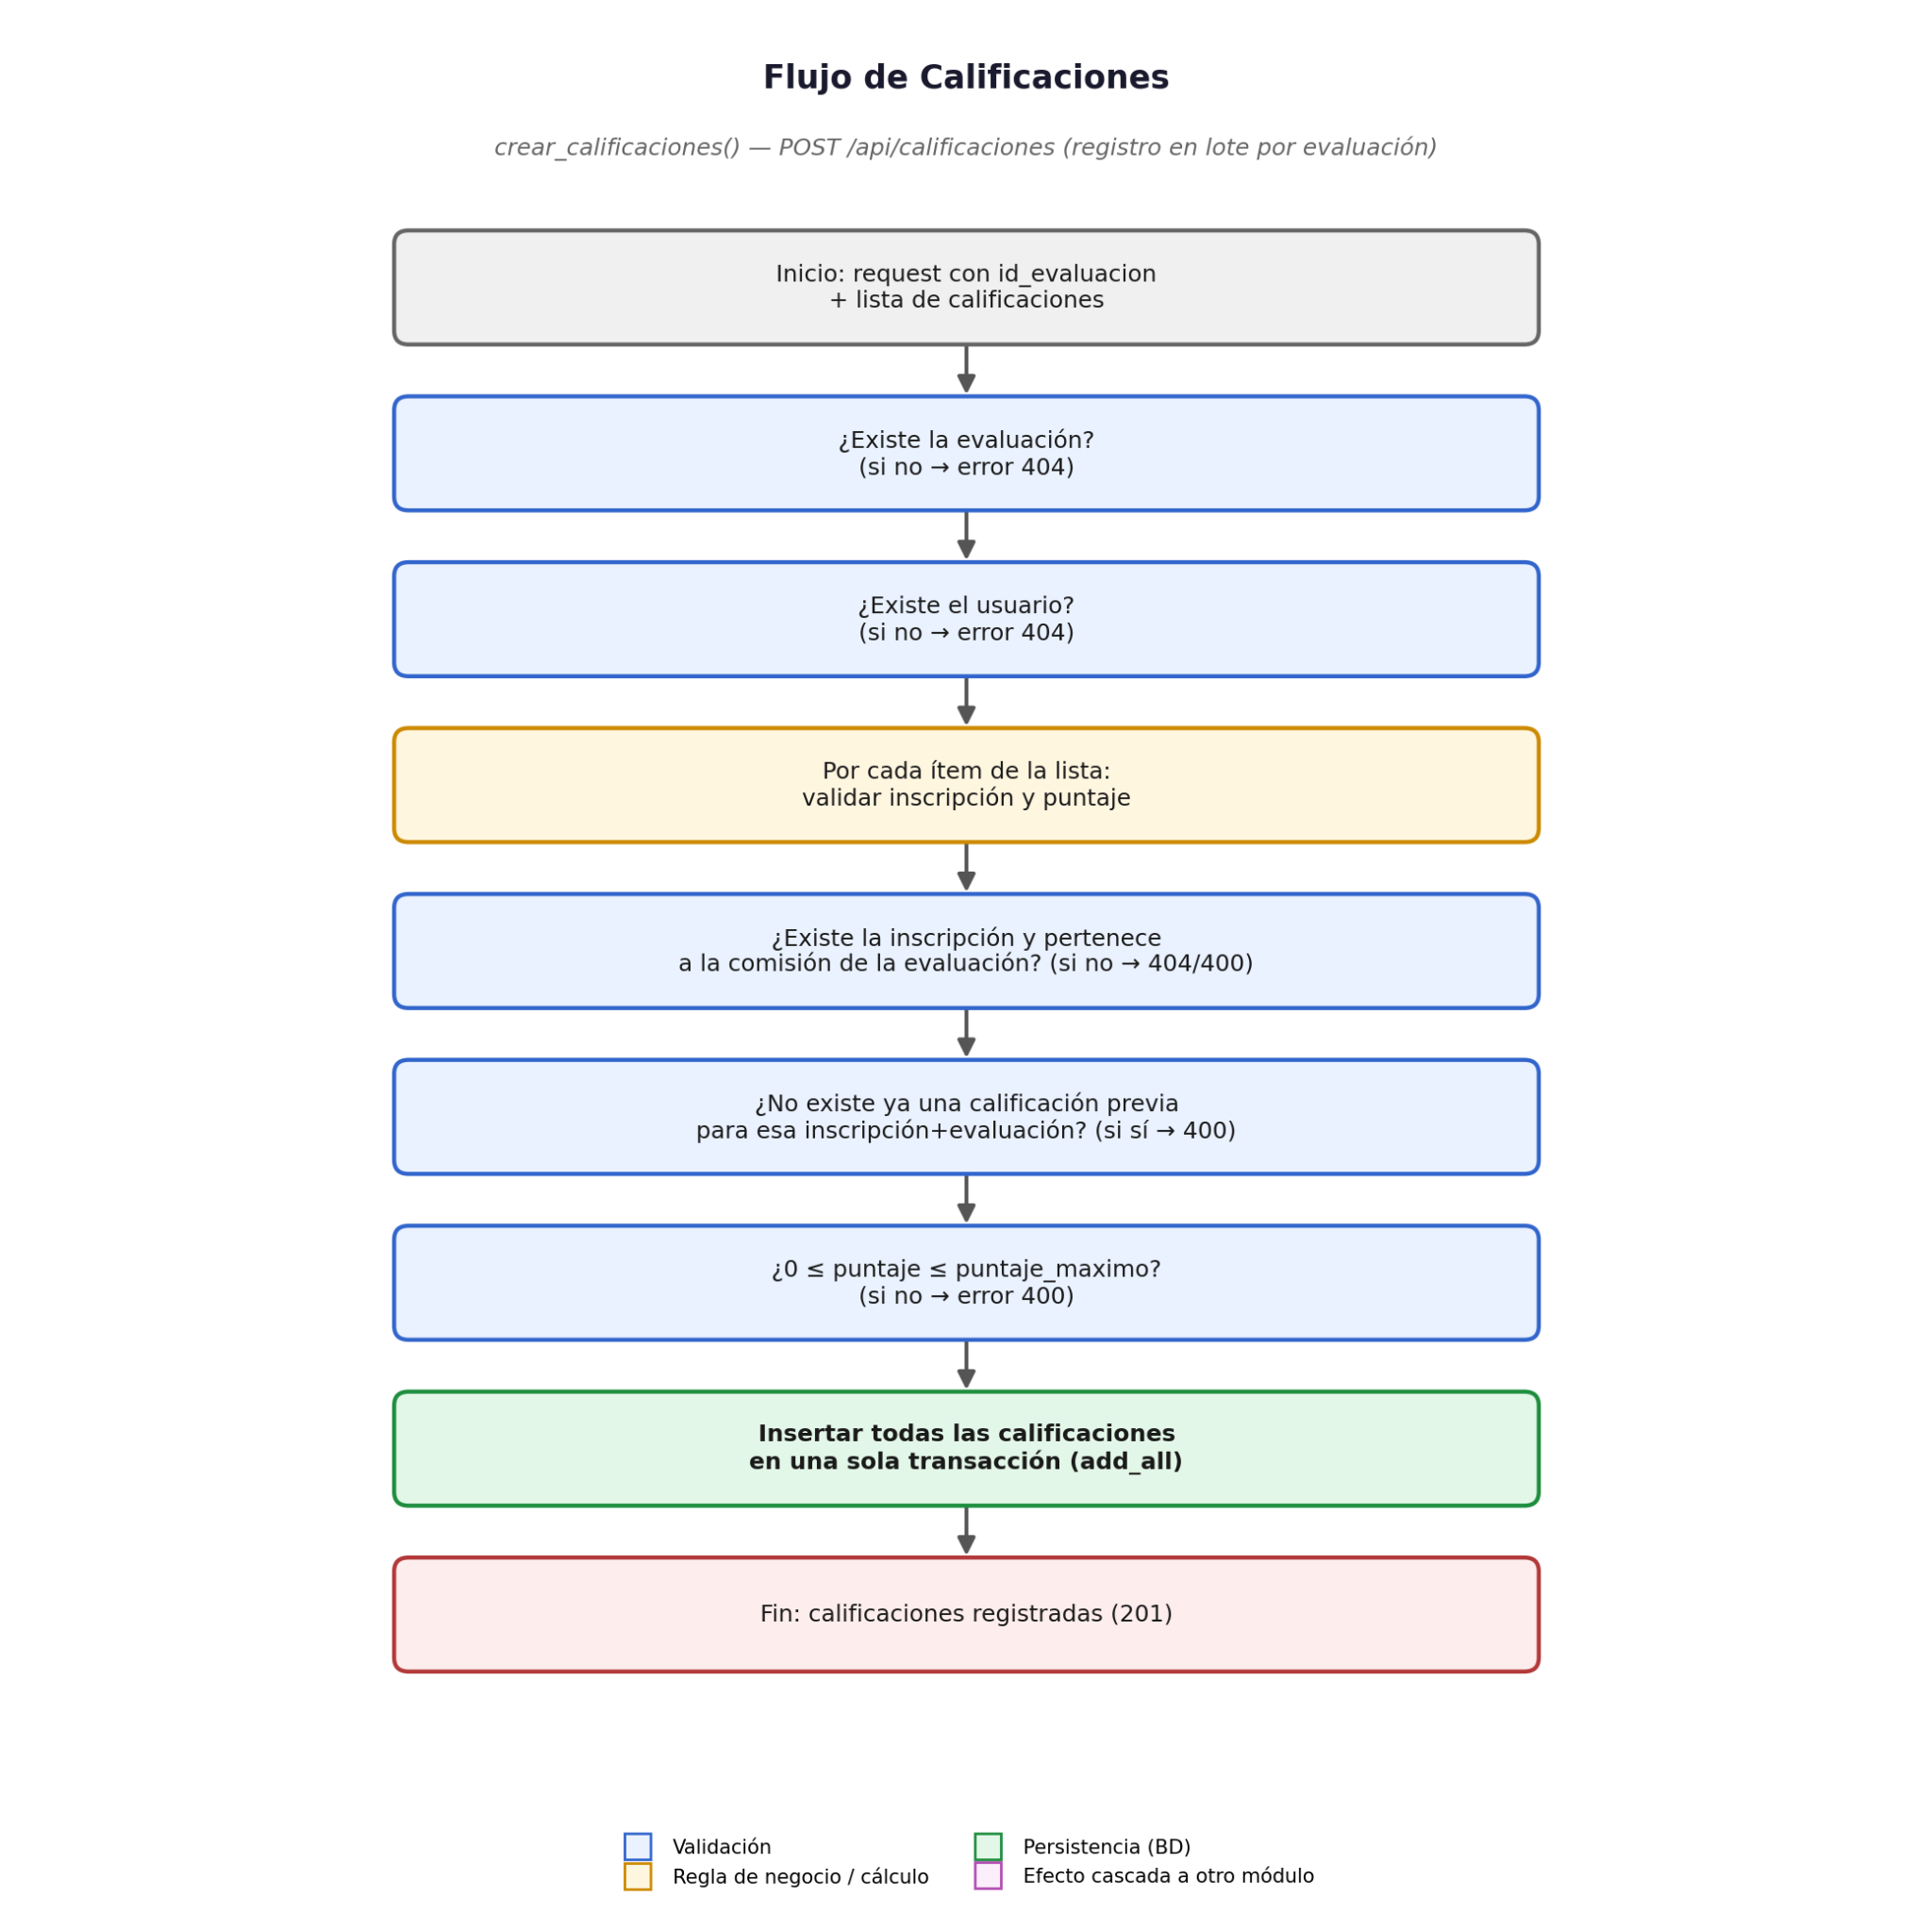 Flujo de Calificaciones
crear_calificaciones() — POST /api/calificaciones (registro en lote por evaluación)
Inicio: request con id_evaluacion
+ lista de calificaciones
¿Existe la evaluación?
(si no → error 404)
¿Existe el usuario?
(si no → error 404)
Por cada ítem de la lista:
validar inscripción y puntaje
¿Existe la inscripción y pertenece
a la comisión de la evaluación? (si no → 404/400)
¿No existe ya una calificación previa
para esa inscripción+evaluación? (si sí → 400)
¿0 ≤ puntaje ≤ puntaje_maximo?
(si no → error 400)
Insertar todas las calificaciones
en una sola transacción (add_all)
Fin: calificaciones registradas (201)
Validación
Regla de negocio / cálculo
Persistencia (BD)
Efecto cascada a otro módulo